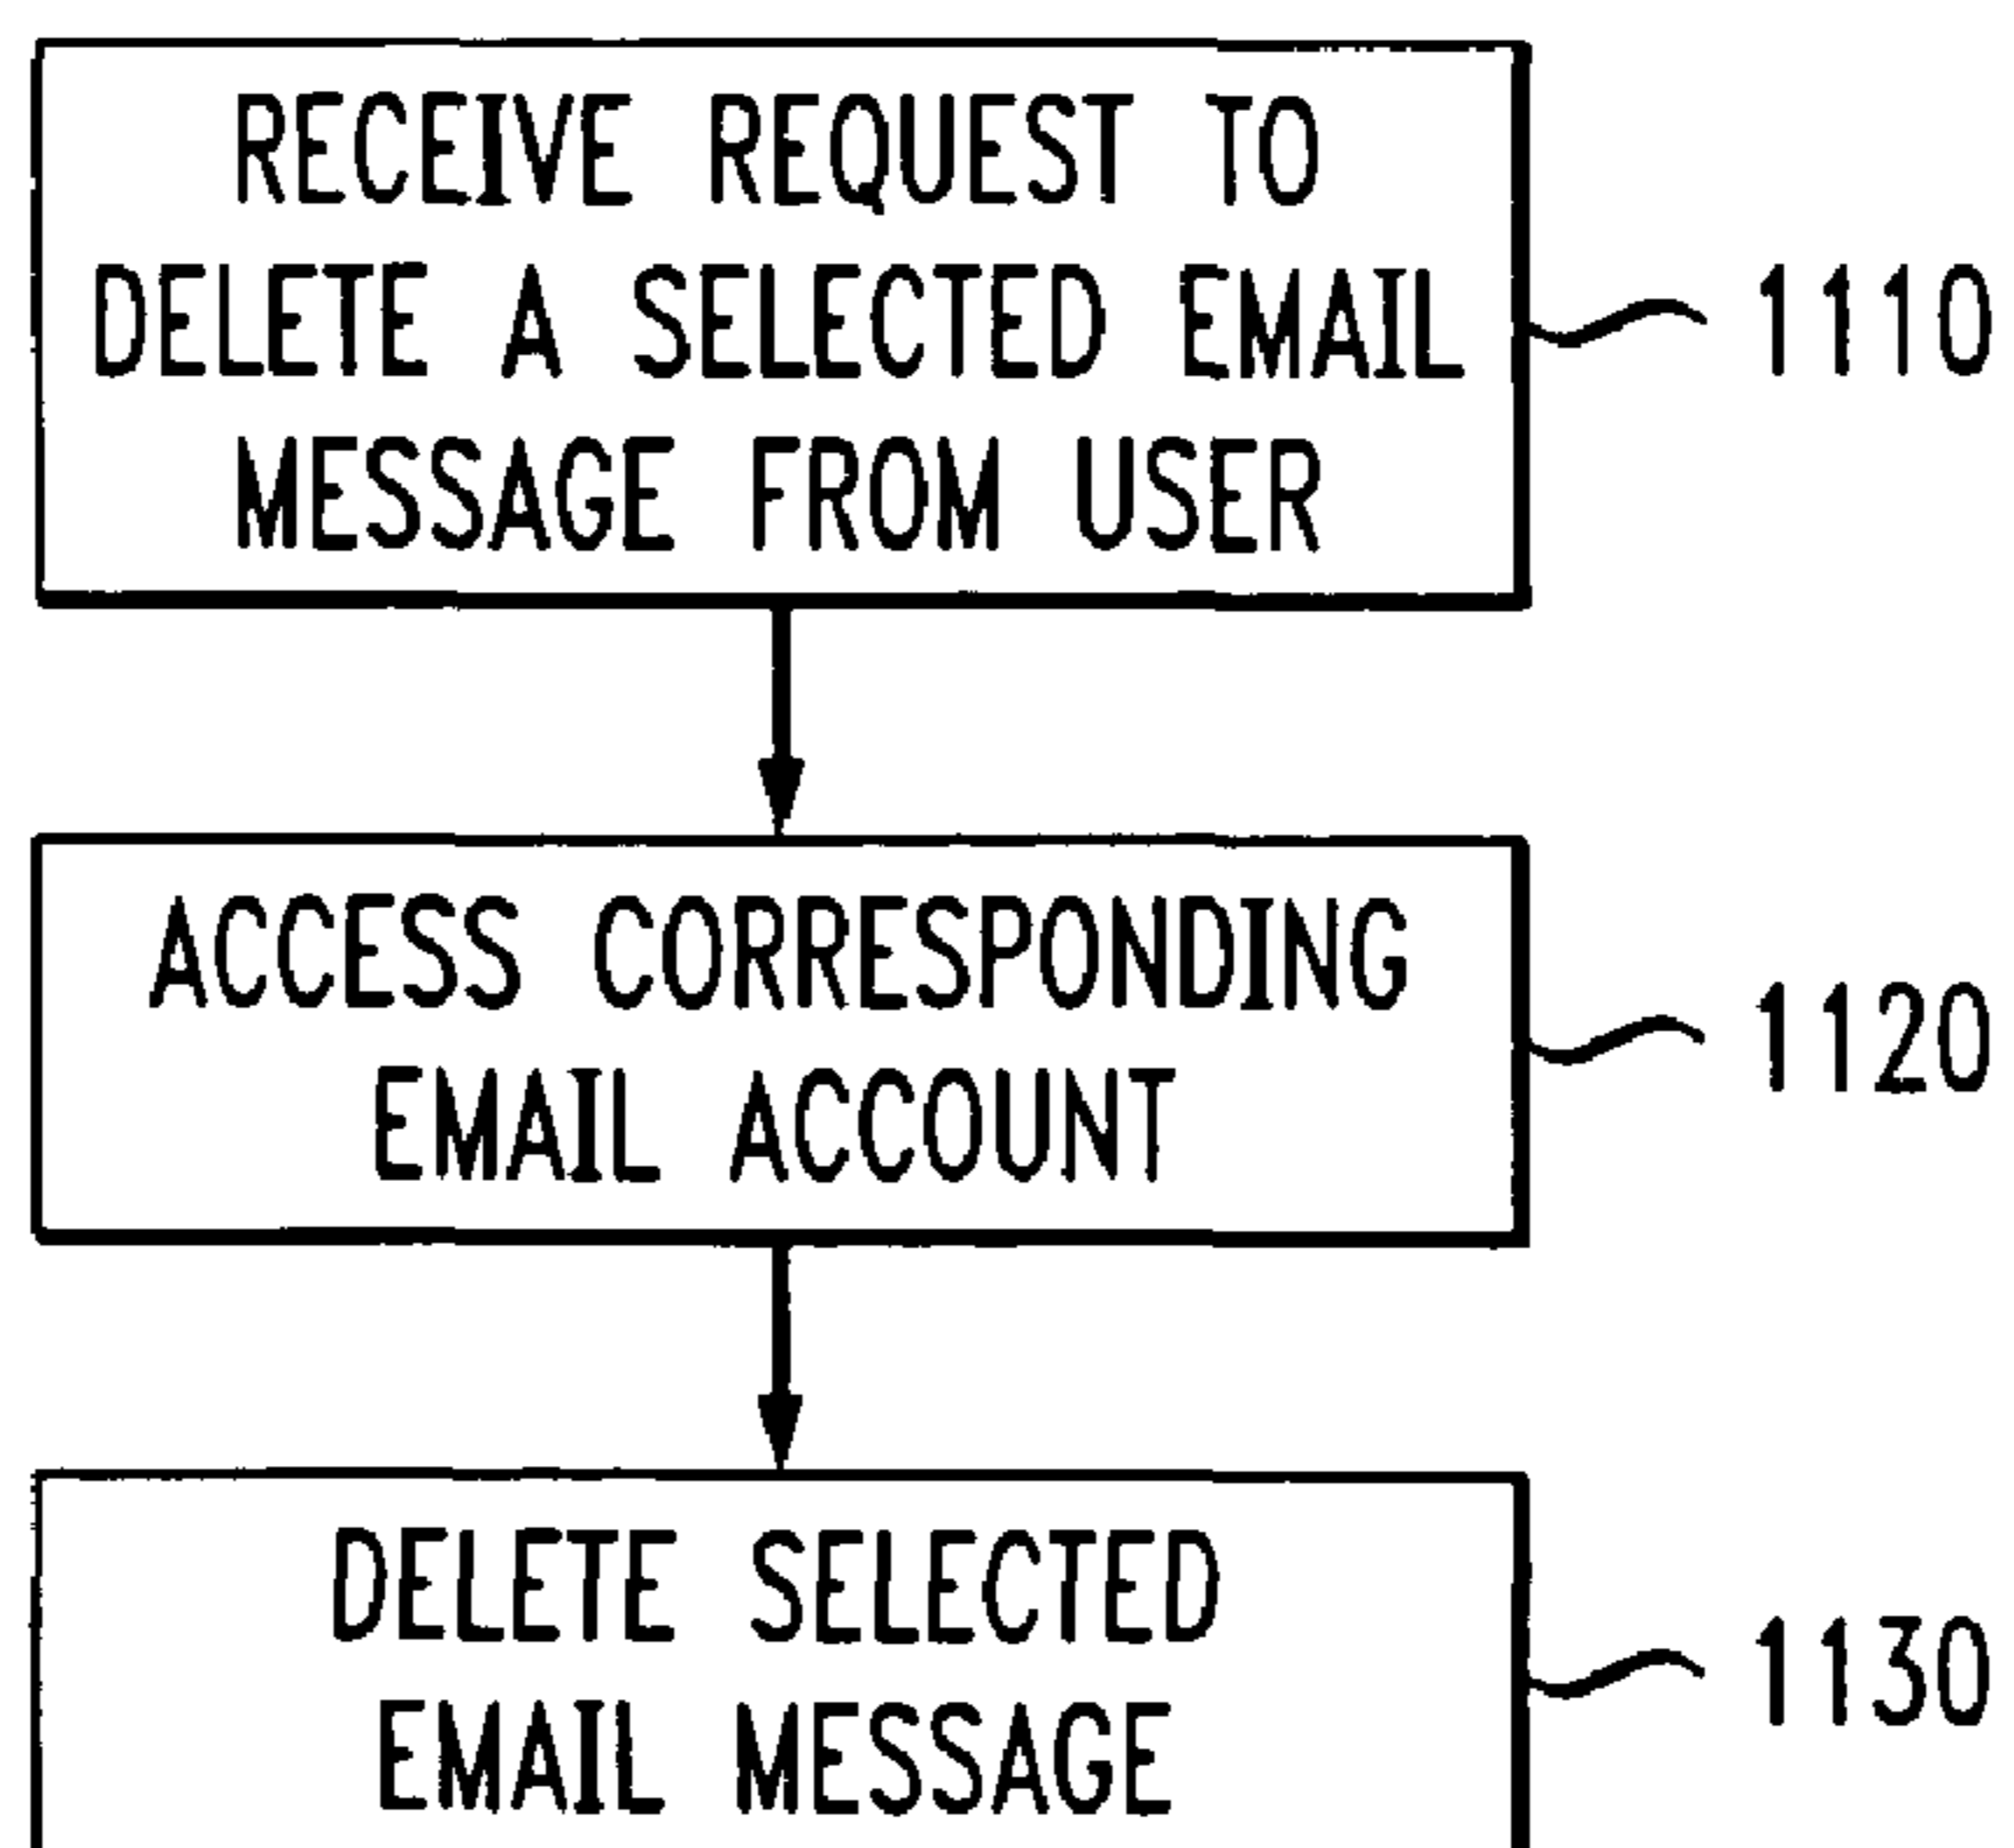 RECEIVE REQUEST TO
DELETE A SELECTED EMAIL
MESSAGE FROM USER
1110
ACCESS CORRESPONDING
EMAIL ACCOUNT
1120
DELETE SELECTED
EMAIL MESSAGE
1130